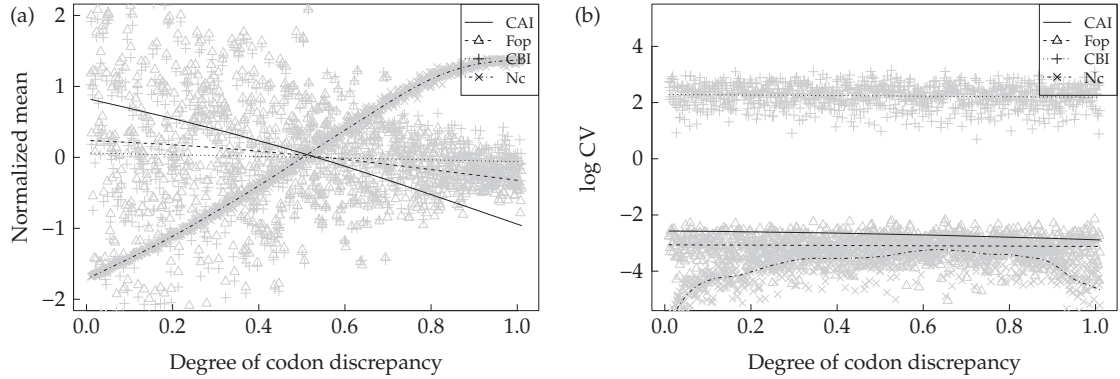 (a)
2
1
0
−1
−2
Normalized mean
0.0 0.2 0.4 0.6 0.8 1.0
Degree of codon discrepancy
CAI
Fop
CBI
Nc
(b)
4
2
0
−2
−4
log CV
0.0 0.2 0.4 0.6 0.8 1.0
Degree of codon discrepancy
CAI
Fop
CBI
Nc